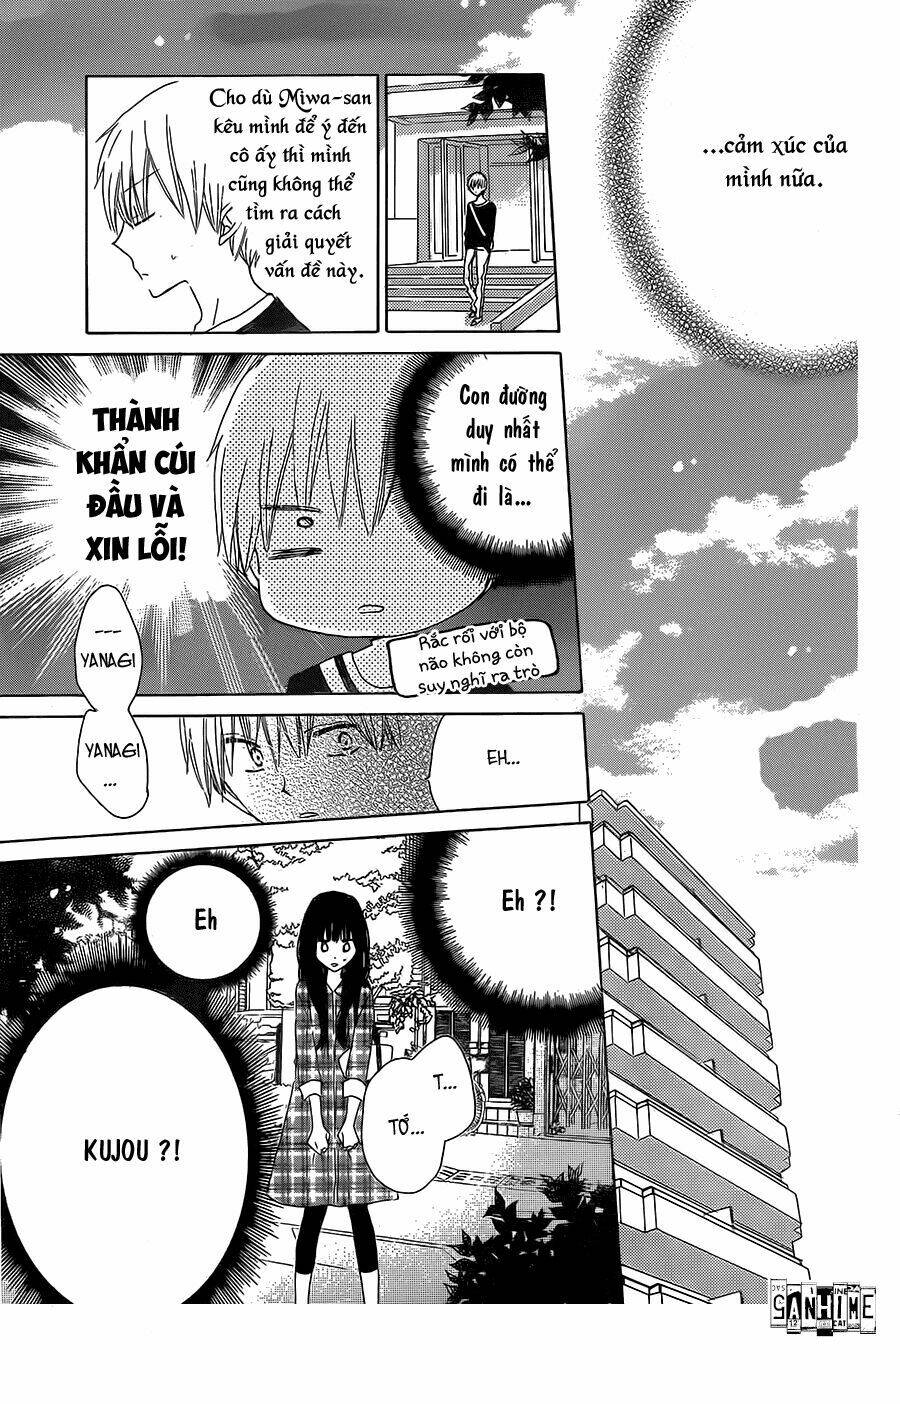 ...cảm xúc của
mình nữa.
Cho dù Miwa-san
kêu mình để ý đến
cô ấy thì mình
cũng không thể
tìm ra cách
giải quyết
vấn đề này.
Con đường
duy nhất
mình có thể
đi là...
THÀNH
KHẨN CÚI
ĐẦU VÀ
XIN LỖI!
Rắc rối với bộ
não không còn
suy nghĩ ra trò
---
YANAGI
YANAGI
...
EH...
Eh ?!
Eh
T...
TỚ...
KUJOU ?!
SANHIME